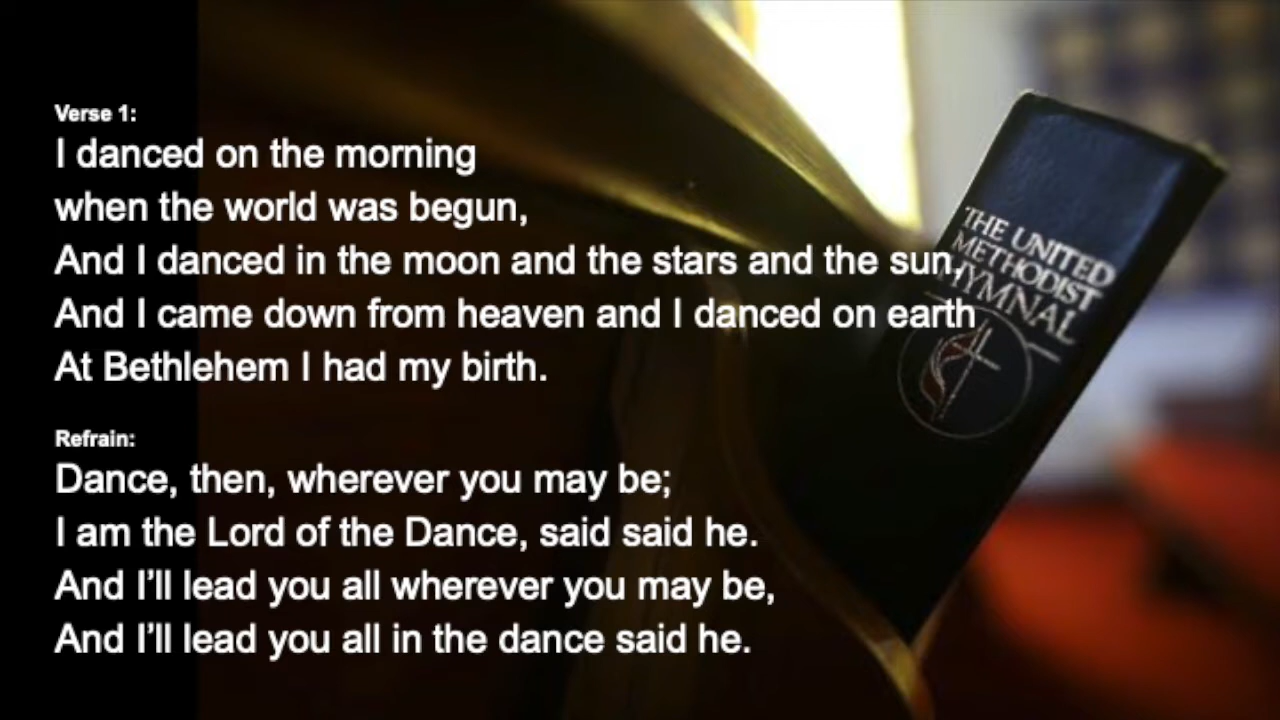 Verse 1:
I danced on the morning
when the world was begun,
And I danced in the moon and the stars and the sun,
And I came down from heaven and I danced on earth
At Bethlehem I had my birth.
Refrain:
Dance, then, wherever you may be;
I am the Lord of the Dance, said said he.
And I’ll lead you all wherever you may be,
And I’ll lead you all in the dance said he.
THE UNITED
METHODIST
HYMNAL